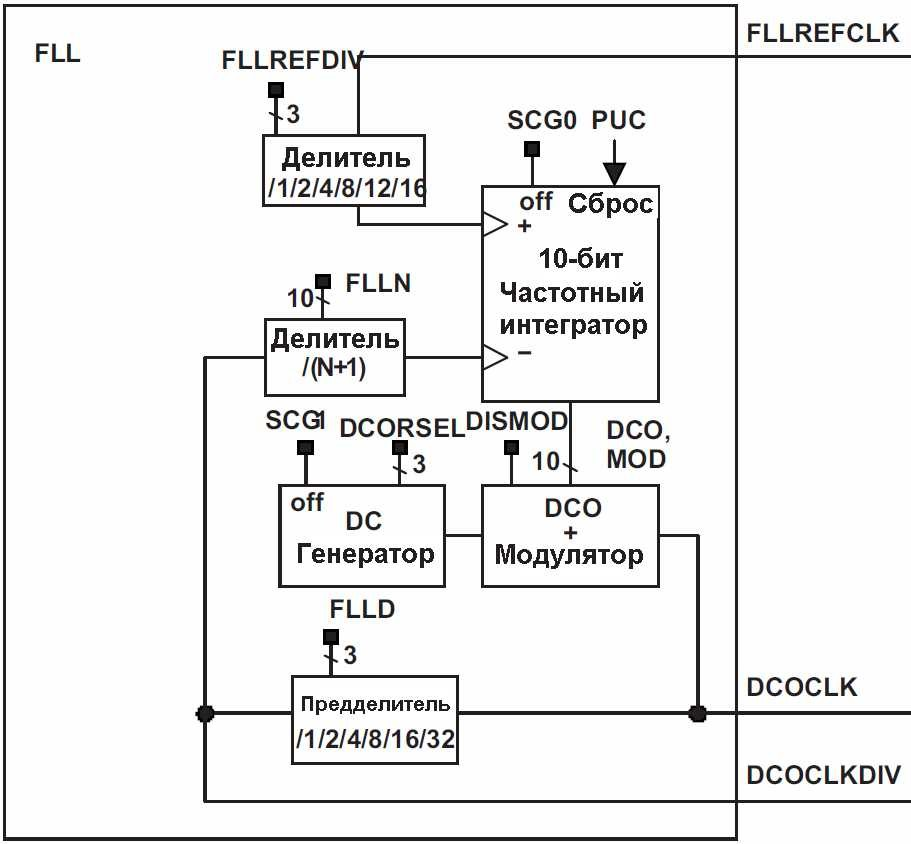 FLLREFCLK
FLL
FLLREFDIV
3
Делитель
/1/2/4/8/12/16
SCG0 PUC
off Сброс
+
10-бит
Частотный
интегратор
−
FLLN
10
Делитель
/(N+1)
SCG1
DCORSEL
DISMOD
3
10
DCO,
MOD
off
DC
Генератор
DCO
+
Модулятор
FLLD
3
Предделитель
/1/2/4/8/16/32
DCOCLK
DCOCLKDIV